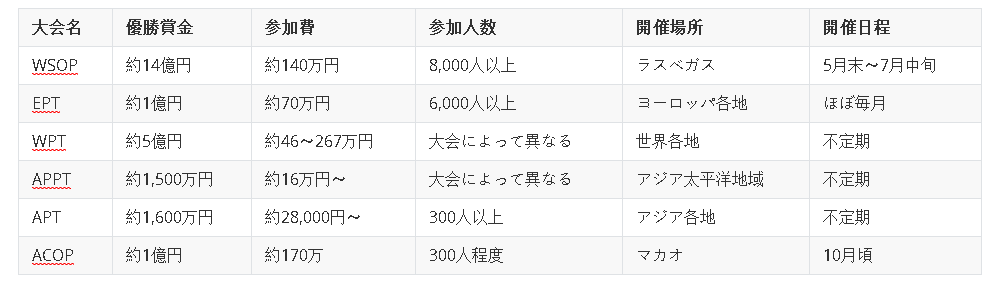 大会名 優勝賞金 参加費 参加人数 開催場所 開催日程
WSOP 約14億円 約140万円 8,000人以上 ラスベガス 5月末～7月中旬
EPT 約1億円 約70万円 6,000人以上 ヨーロッパ各地 ほぼ毎月
WPT 約5億円 約46～267万円 大会によって異なる 世界各地 不定期
APPT 約1,500万円 約16万円～ 大会によって異なる アジア太平洋地域 不定期
APT 約1,600万円 約28,000円～ 300人以上 アジア各地 不定期
ACOP 約1億円 約170万 300人程度 マカオ 10月頃